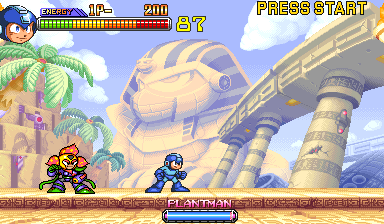 ENERGY 1P- 200
87
PRESS START
PLANTMAN